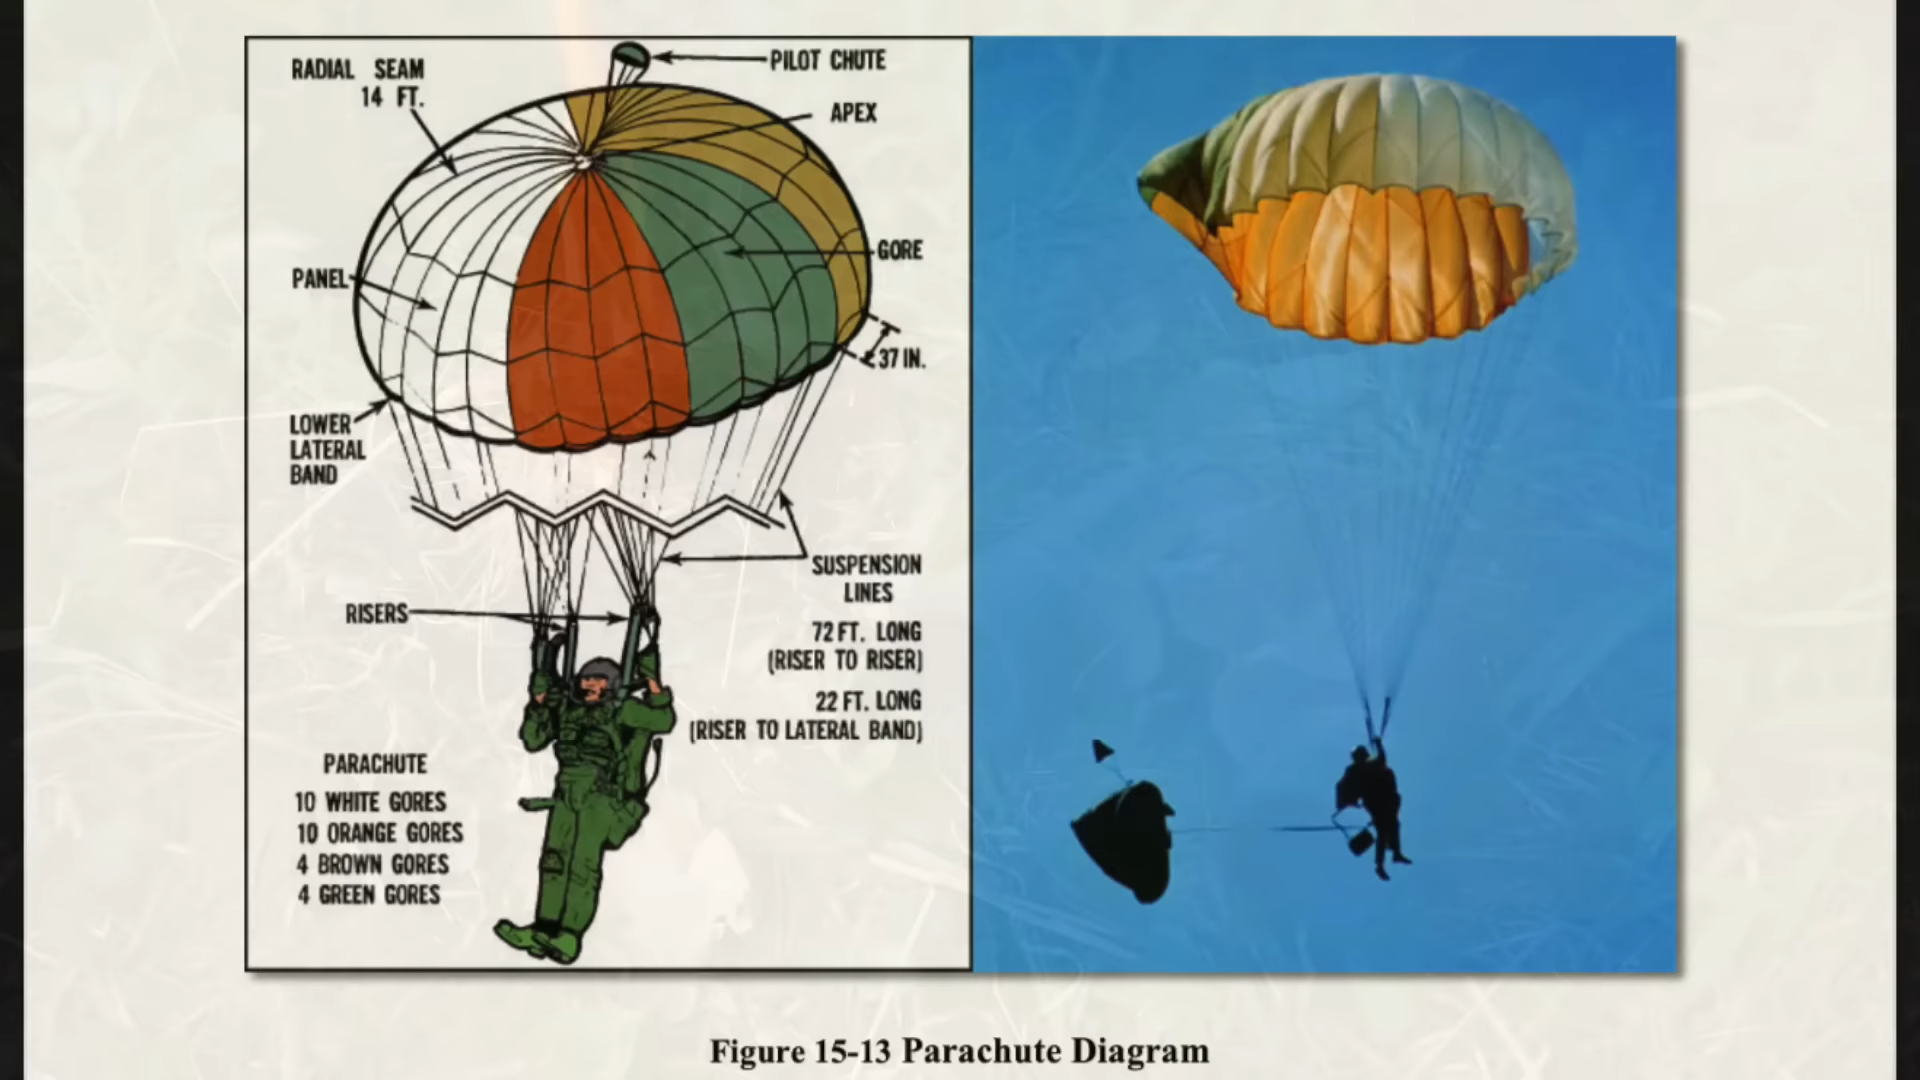 RADIAL SEAM
14 FT.
PILOT CHUTE
APEX
GORE
PANEL
37 IN.
LOWER
LATERAL
BAND
SUSPENSION
LINES
RISERS
72 FT. LONG
(RISER TO RISER)
22 FT. LONG
(RISER TO LATERAL BAND)
PARACHUTE
10 WHITE GORES
10 ORANGE GORES
4 BROWN GORES
4 GREEN GORES
Figure 15-13 Parachute Diagram